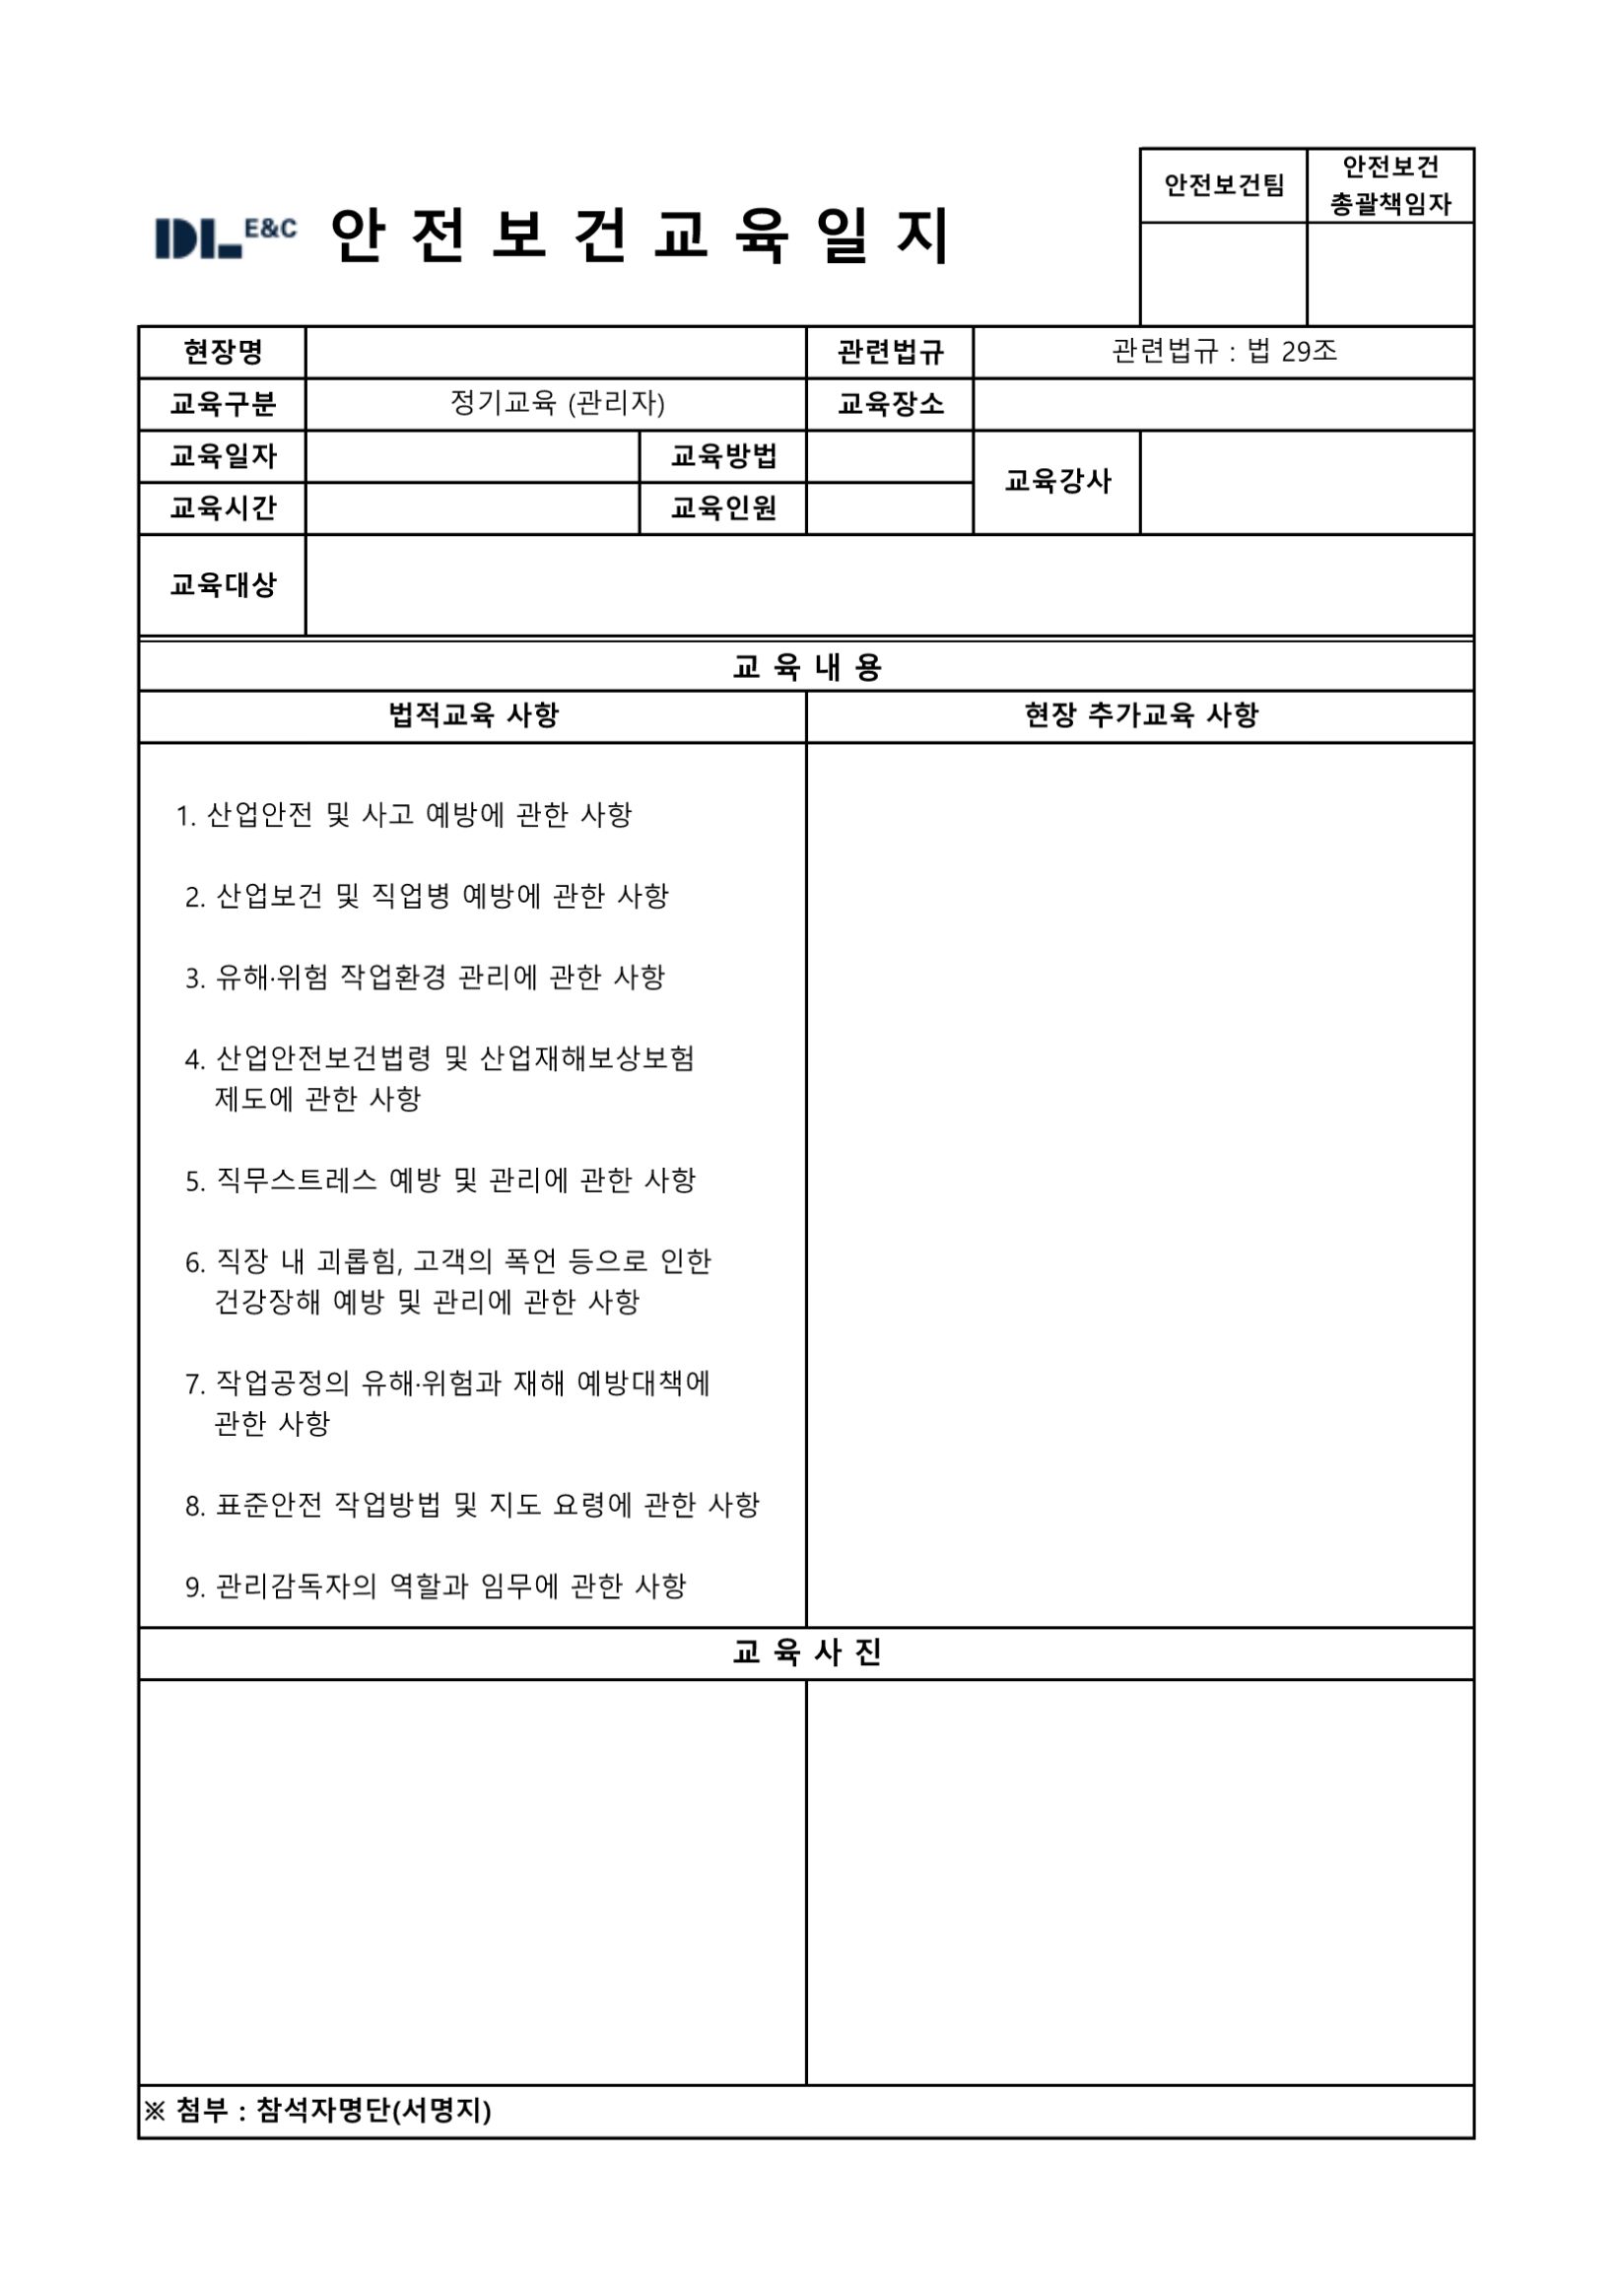 안전보건팀 안전보건
총괄책임자
DL E&C 안 전 보 건 교 육 일 지
현장명 관련법규 관련법규 : 법 29조
교육구분 정기교육 (관리자) 교육장소
교육일자 교육방법 교육강사
교육시간 교육인원
교육대상
교 육 내 용
법적교육 사항 현장 추가교육 사항
1. 산업안전 및 사고 예방에 관한 사항
2. 산업보건 및 직업병 예방에 관한 사항
3. 유해·위험 작업환경 관리에 관한 사항
4. 산업안전보건법령 및 산업재해보상보험
제도에 관한 사항
5. 직무스트레스 예방 및 관리에 관한 사항
6. 직장 내 괴롭힘, 고객의 폭언 등으로 인한
건강장해 예방 및 관리에 관한 사항
7. 작업공정의 유해·위험과 재해 예방대책에
관한 사항
8. 표준안전 작업방법 및 지도 요령에 관한 사항
9. 관리감독자의 역할과 임무에 관한 사항
교 육 사 진
※ 첨부 : 참석자명단(서명지)